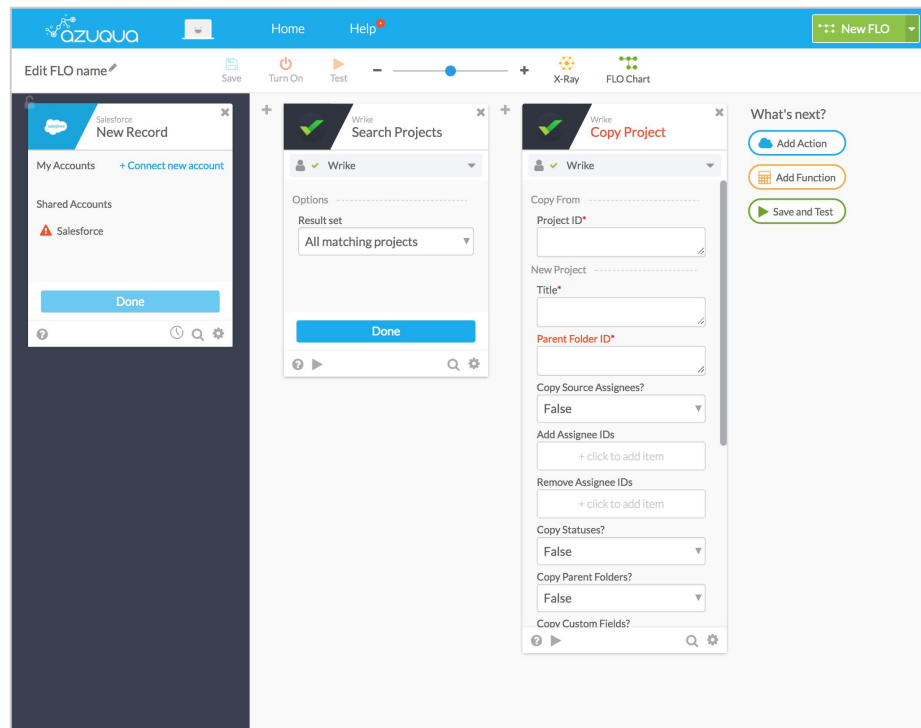 azuqua
Home
Help
New FLO
Edit FLO name
Save
Turn On
Test
X-Ray
FLO Chart
salesforce
Salesforce
New Record
My Accounts
+ Connect new account
Shared Accounts
Salesforce
Done
Wrike
Search Projects
Wrike
Options
Result set
All matching projects
Done
Wrike
Copy Project
Wrike
Copy From
Project ID*
New Project
Title*
Parent Folder ID*
Copy Source Assignees?
False
Add Assignee IDs
+ click to add item
Remove Assignee IDs
+ click to add item
Copy Statuses?
False
Copy Parent Folders?
False
Copy Custom Fields?
What's next?
Add Action
Add Function
Save and Test